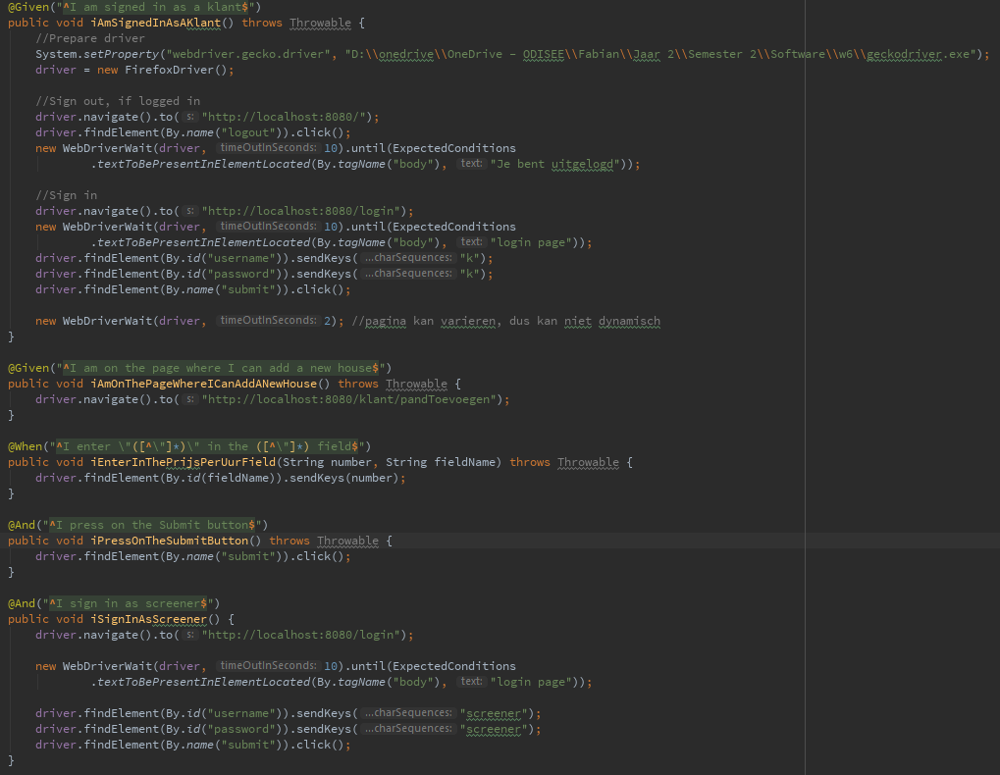 @Given("^I am signed in as a klant$")
public void iAmSignedInAsAKlant() throws Throwable {
//Prepare driver
System.setProperty("webdriver.gecko.driver", "D:\\onedrive\\OneDrive - ODISEE\\Fabian\\Jaar 2\\Semester 2\\Software\\w6\\geckodriver.exe");
driver = new FirefoxDriver();
//Sign out, if logged in
driver.navigate().to( s: "http://localhost:8080/");
driver.findElement(By.name("logout")).click();
new WebDriverWait(driver, timeOutInSeconds: 10).until(ExpectedConditions
.textToBePresentInElementLocated(By.tagName("body"), text: "Je bent uitgelogd"));
//Sign in
driver.navigate().to( s: "http://localhost:8080/login");
new WebDriverWait(driver, timeOutInSeconds: 10).until(ExpectedConditions
.textToBePresentInElementLocated(By.tagName("body"), text: "login page"));
driver.findElement(By.id("username")).sendKeys( ...charSequences: "k");
driver.findElement(By.id("password")).sendKeys( ...charSequences: "k");
driver.findElement(By.name("submit")).click();
new WebDriverWait(driver, timeOutInSeconds: 2); //pagina kan varieren, dus kan niet dynamisch
}
@Given("^I am on the page where I can add a new house$")
public void iAmOnThePageWhereICanAddANewHouse() throws Throwable {
driver.navigate().to( s: "http://localhost:8080/klant/pandToevoegen");
}
@When("^I enter \"([^\"]*)\" in the ([^\"]*) field$")
public void iEnterInThePrijsPerUurField(String number, String fieldName) throws Throwable {
driver.findElement(By.id(fieldName)).sendKeys(number);
}
@And("^I press on the Submit button$")
public void iPressOnTheSubmitButton() throws Throwable {
driver.findElement(By.name("submit")).click();
}
@And("^I sign in as screener$")
public void iSignInAsScreener() {
driver.navigate().to( s: "http://localhost:8080/login");
new WebDriverWait(driver, timeOutInSeconds: 10).until(ExpectedConditions
.textToBePresentInElementLocated(By.tagName("body"), text: "login page"));
driver.findElement(By.id("username")).sendKeys( ...charSequences: "screener");
driver.findElement(By.id("password")).sendKeys( ...charSequences: "screener");
driver.findElement(By.name("submit")).click();
}